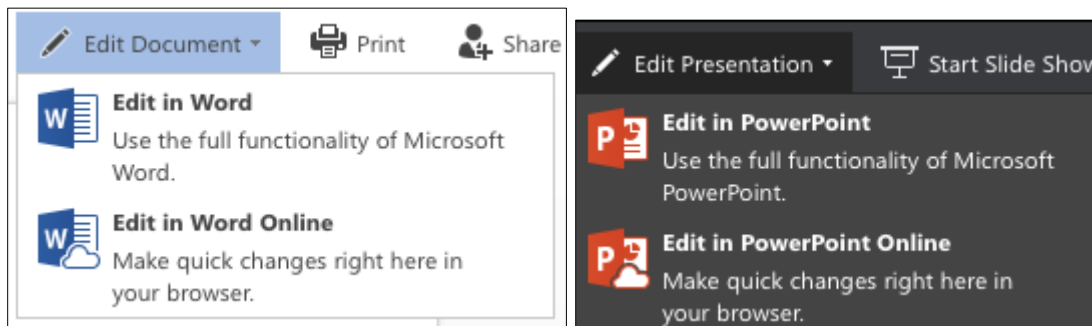 Edit Document
Print
Share
Edit in Word
Use the full functionality of Microsoft
Word.
Edit in Word Online
Make quick changes right here in
your browser.
Edit Presentation
Start Slide Show
Edit in PowerPoint
Use the full functionality of Microsoft
PowerPoint.
Edit in PowerPoint Online
Make quick changes right here in
your browser.